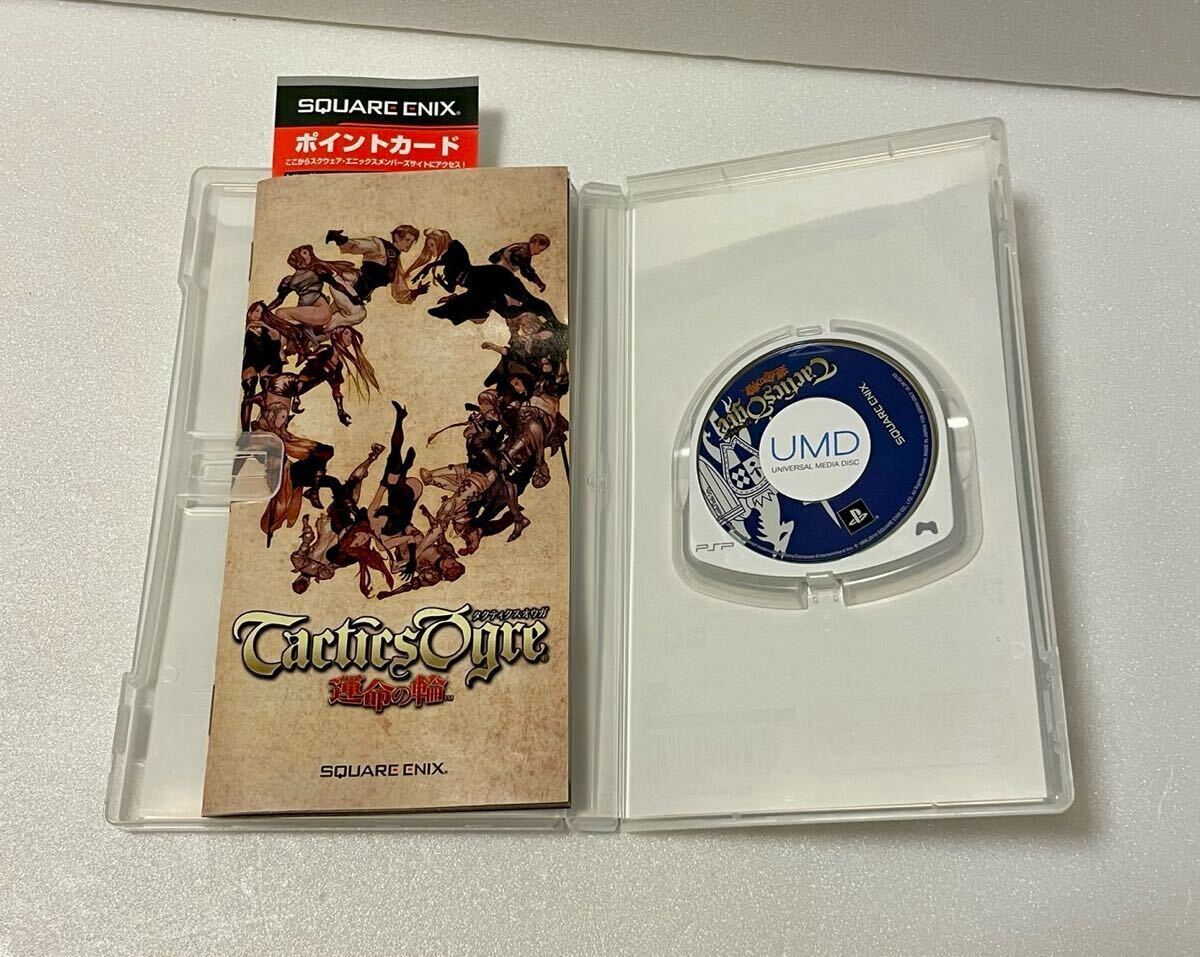 SQUARE ENIX
ポイントカード
ここからスクウェア・エニックスメンバーズサイトにアクセス!
タクティクスオウガ
Tactics Ogre
運命の輪™
SQUARE ENIX.
Tactics Ogre
運命の輪
SQUARE ENIX.
UMD
UNIVERSAL MEDIA DISC
PSP